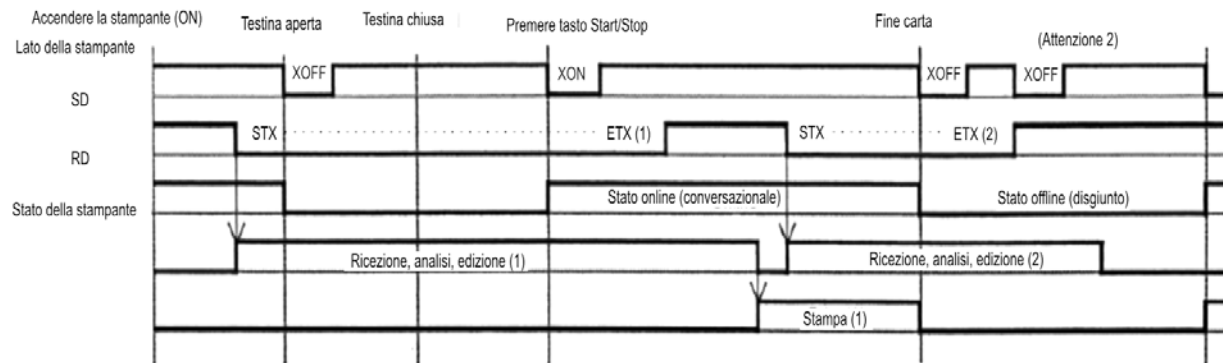 Accendere la stampante (ON)
Testina aperta
Testina chiusa
Premere tasto Start/Stop
Fine carta
(Attenzione 2)
Lato della stampante
SD
XOFF
XON
XOFF
XOFF
RD
STX
ETX (1)
STX
ETX (2)
Stato della stampante
Stato online (conversazionale)
Stato offline (disgiunto)
Ricezione, analisi, edizione (1)
Ricezione, analisi, edizione (2)
Stampa (1)